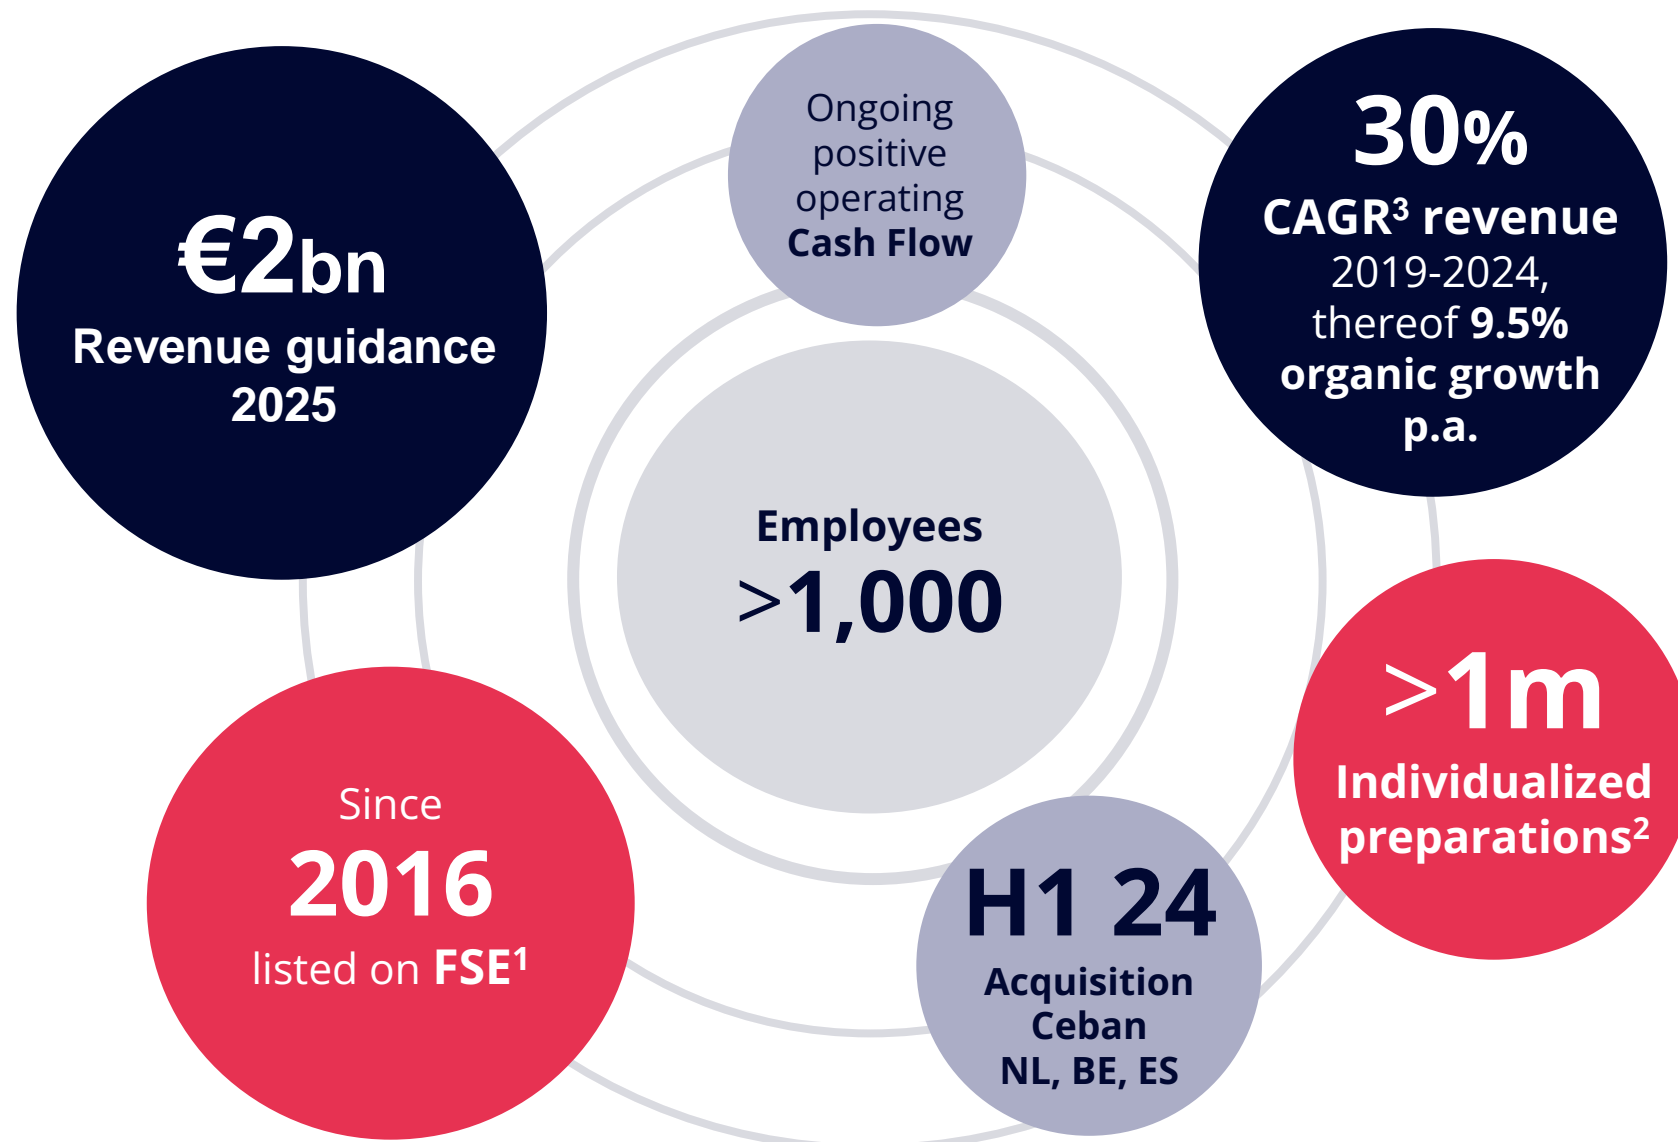 €2bn
Revenue guidance
2025
Ongoing
positive
operating
Cash Flow
30%
CAGR³ revenue
2019-2024,
thereof 9.5%
organic growth
p.a.
Employees
>1,000
>1m
Individualized
preparations²
Since
2016
listed on FSE¹
H1 24
Acquisition
Ceban
NL, BE, ES